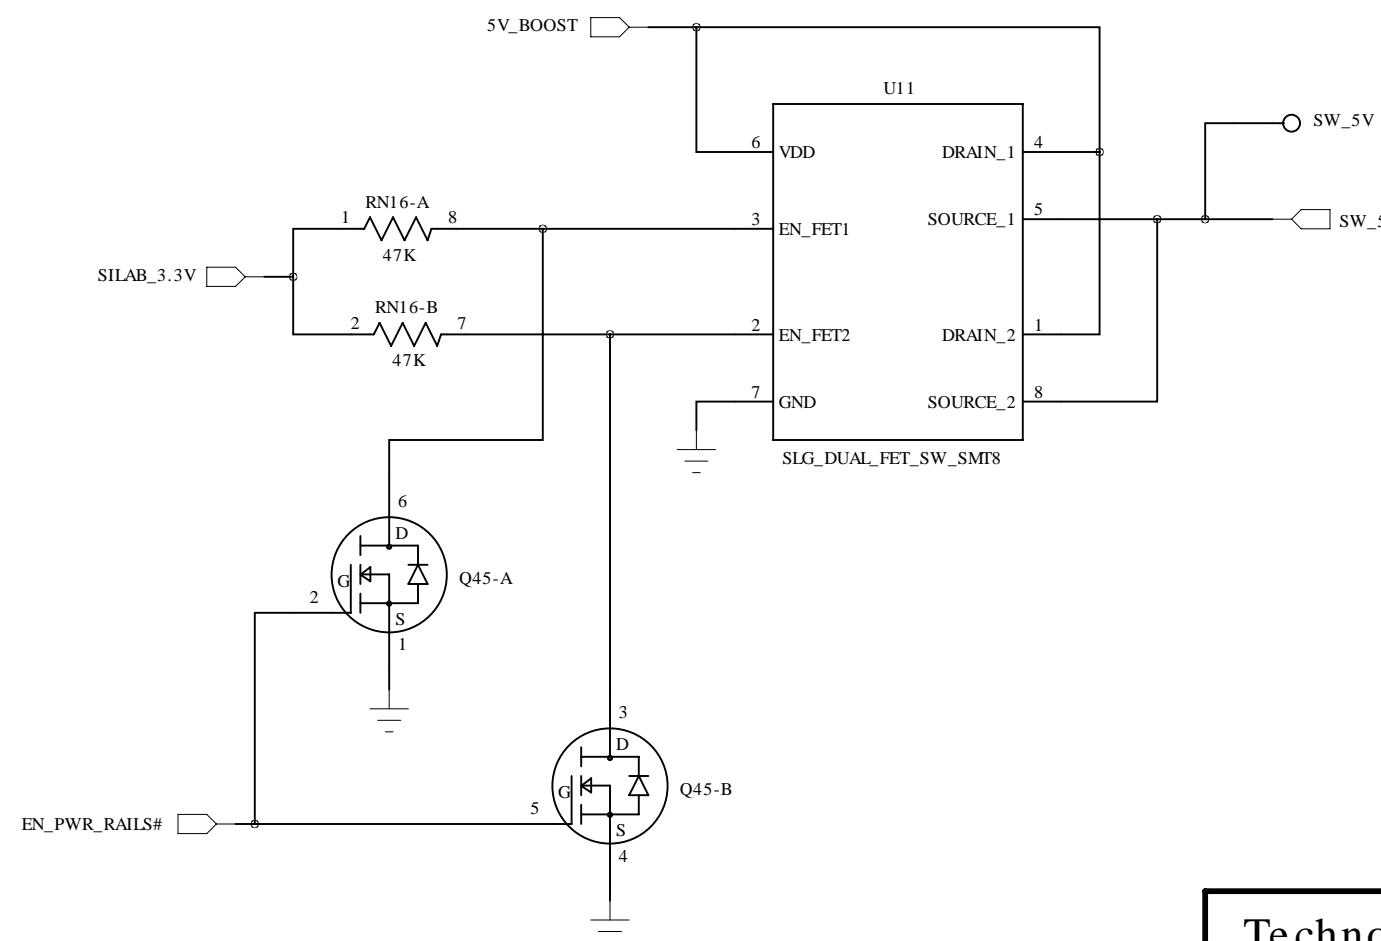 5V_BOOST
U11
SW_5V
6 VDD DRAIN_1 4
RN16-A
1 8
47K
3 EN_FET1 SOURCE_1 5
SILAB_3.3V
RN16-B
2 7
47K
2 EN_FET2 DRAIN_2 1
7 GND SOURCE_2 8
SLG_DUAL_FET_SW_SMT8
6
D
G
Q45-A
2
S
1
3
D
G
Q45-B
5
S
4
EN_PWR_RAILS#